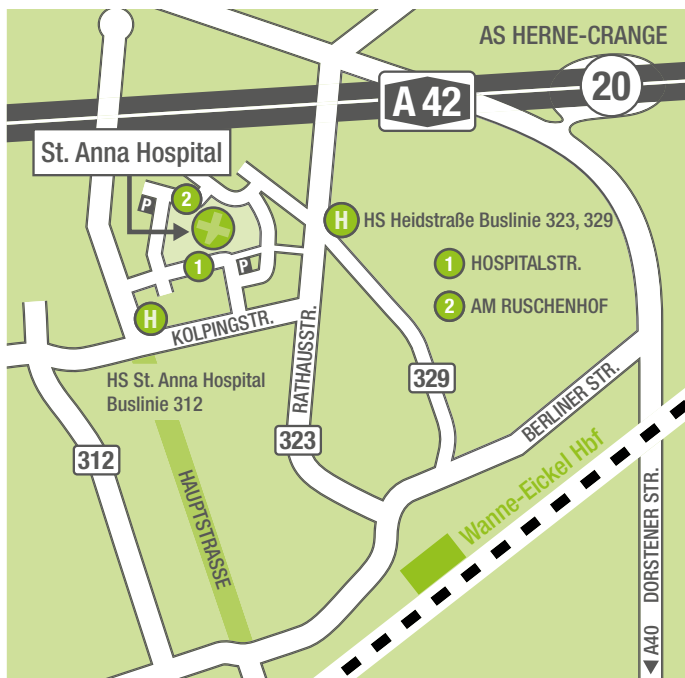 AS HERNE-CRANGE
20
A 42
St. Anna Hospital
P
2
H
HS Heidstraße Buslinie 323, 329
1
P
1 HOSPITALSTR.
2 AM RUSCHENHOF
H
KOLPINGSTR.
RATHAUSSTR.
HS St. Anna Hospital
Buslinie 312
329
BERLINER STR.
323
312
HAUPTSTRASSE
Wanne-Eickel Hbf
A40 DORSTENER STR.